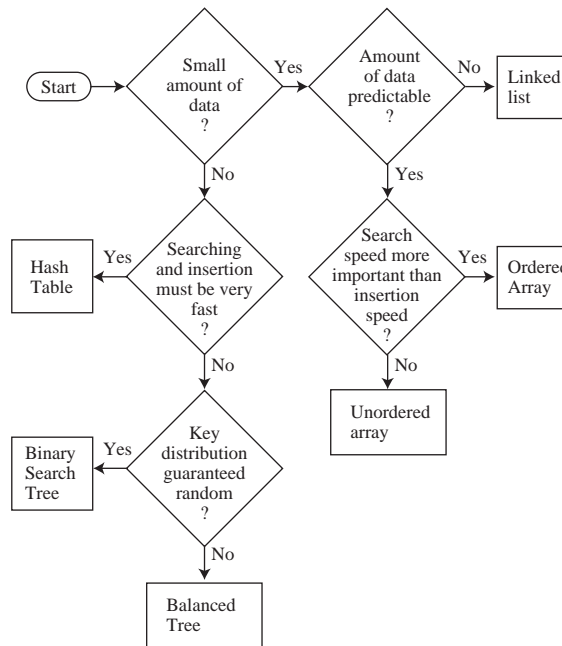 Start
Small
amount of
data
?
Yes
Amount
of data
predictable
?
No
Linked
list
No
Yes
Searching
and insertion
must be very
fast
?
Yes
Hash
Table
Search
speed more
important than
insertion
speed
?
Yes
Ordered
Array
No
No
Unordered
array
Key
distribution
guaranteed
random
?
Yes
Binary
Search
Tree
No
Balanced
Tree